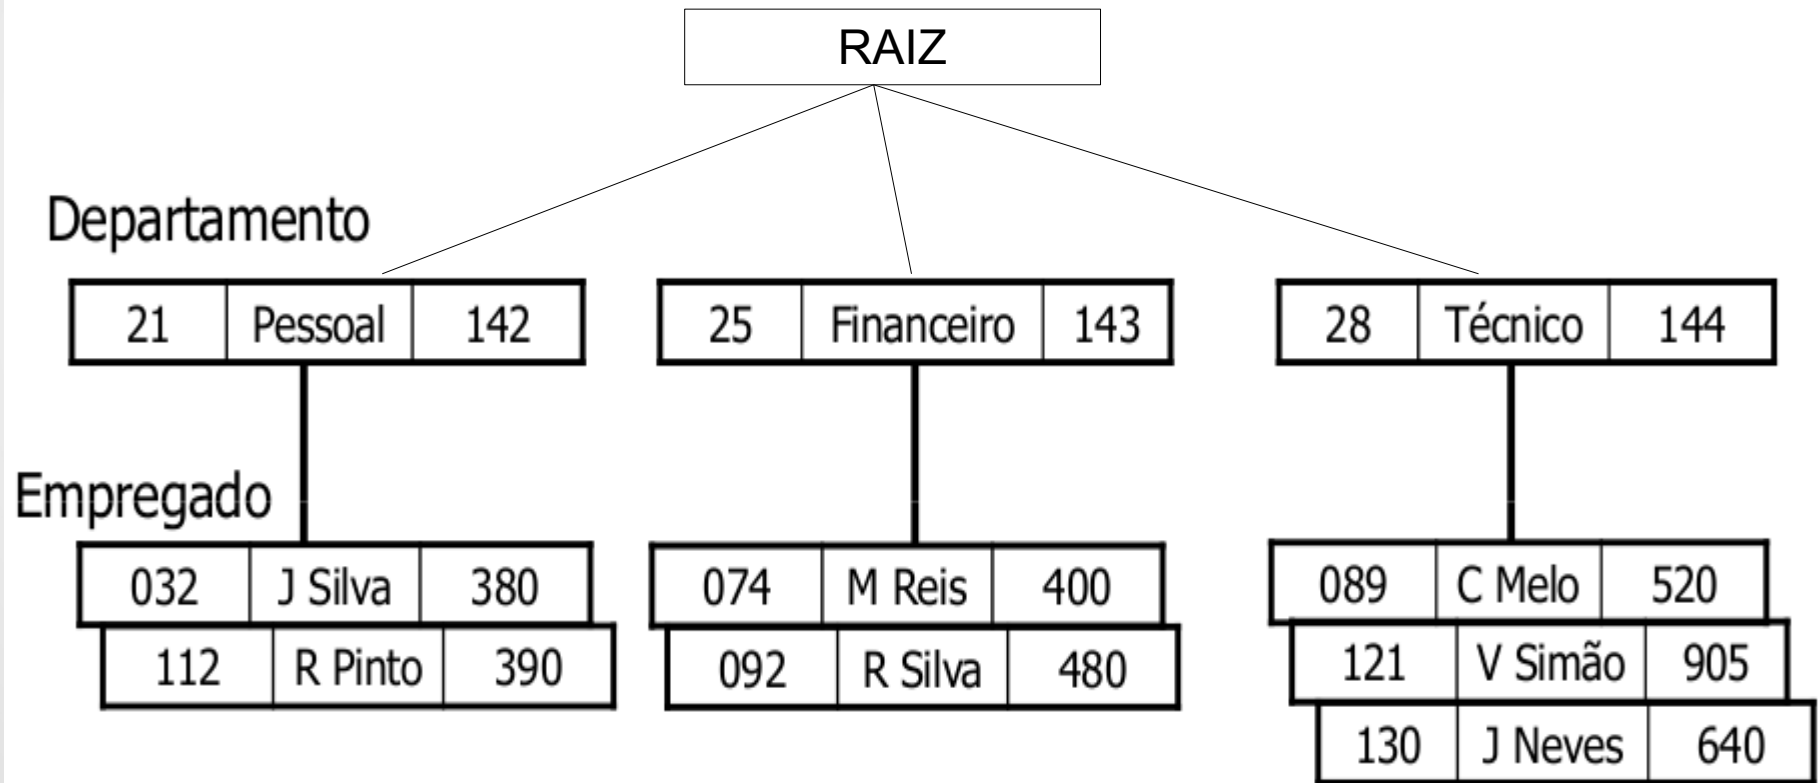 RAIZ
Departamento
21 Pessoal 142 25 Financeiro 143 28 Técnico 144
Empregado
032 J Silva 380 074 M Reis 400 089 C Melo 520
112 R Pinto 390 092 R Silva 480 121 V Simão 905
130 J Neves 640